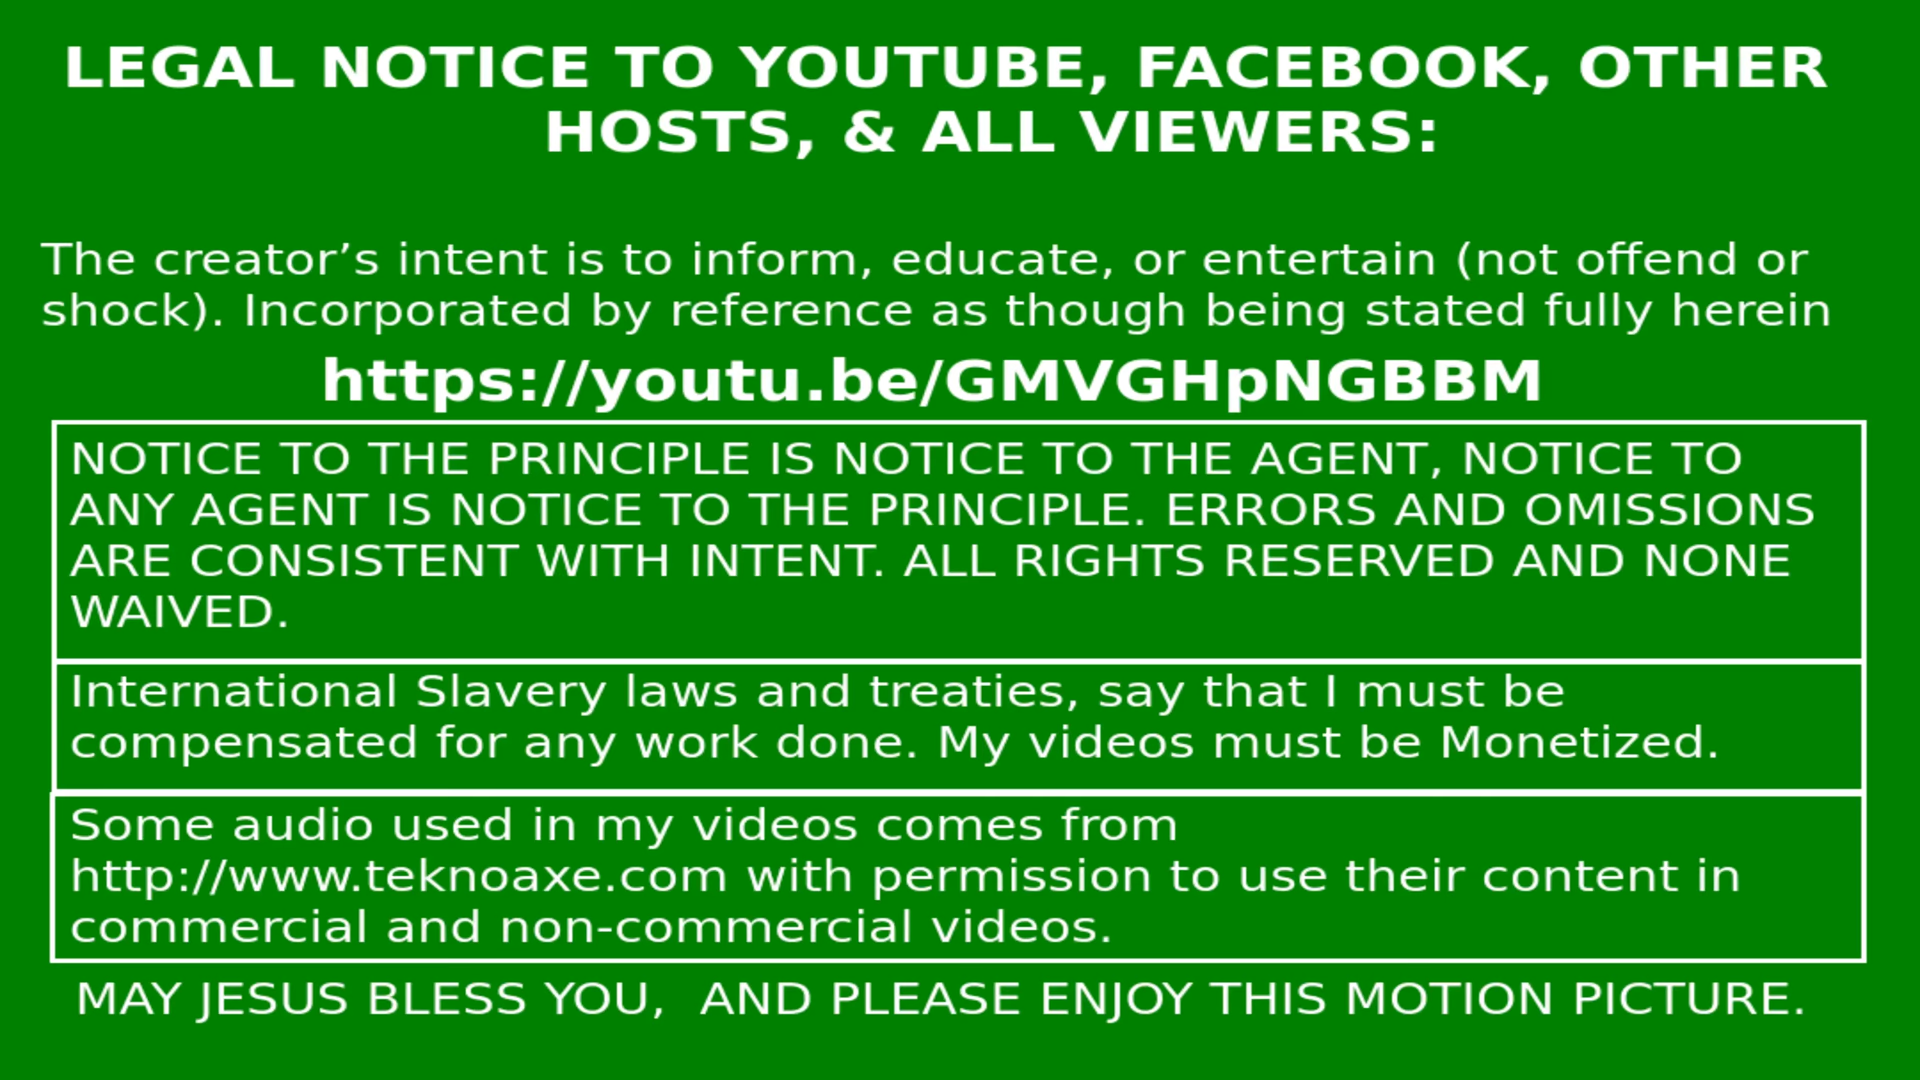 LEGAL NOTICE TO YOUTUBE, FACEBOOK, OTHER
HOSTS, & ALL VIEWERS:
The creator’s intent is to inform, educate, or entertain (not offend or
shock). Incorporated by reference as though being stated fully herein
https://youtu.be/GMVGHpNGBBM
NOTICE TO THE PRINCIPLE IS NOTICE TO THE AGENT, NOTICE TO
ANY AGENT IS NOTICE TO THE PRINCIPLE. ERRORS AND OMISSIONS
ARE CONSISTENT WITH INTENT. ALL RIGHTS RESERVED AND NONE
WAIVED.
International Slavery laws and treaties, say that I must be
compensated for any work done. My videos must be Monetized.
Some audio used in my videos comes from
http://www.teknoaxe.com with permission to use their content in
commercial and non-commercial videos.
MAY JESUS BLESS YOU,  AND PLEASE ENJOY THIS MOTION PICTURE.